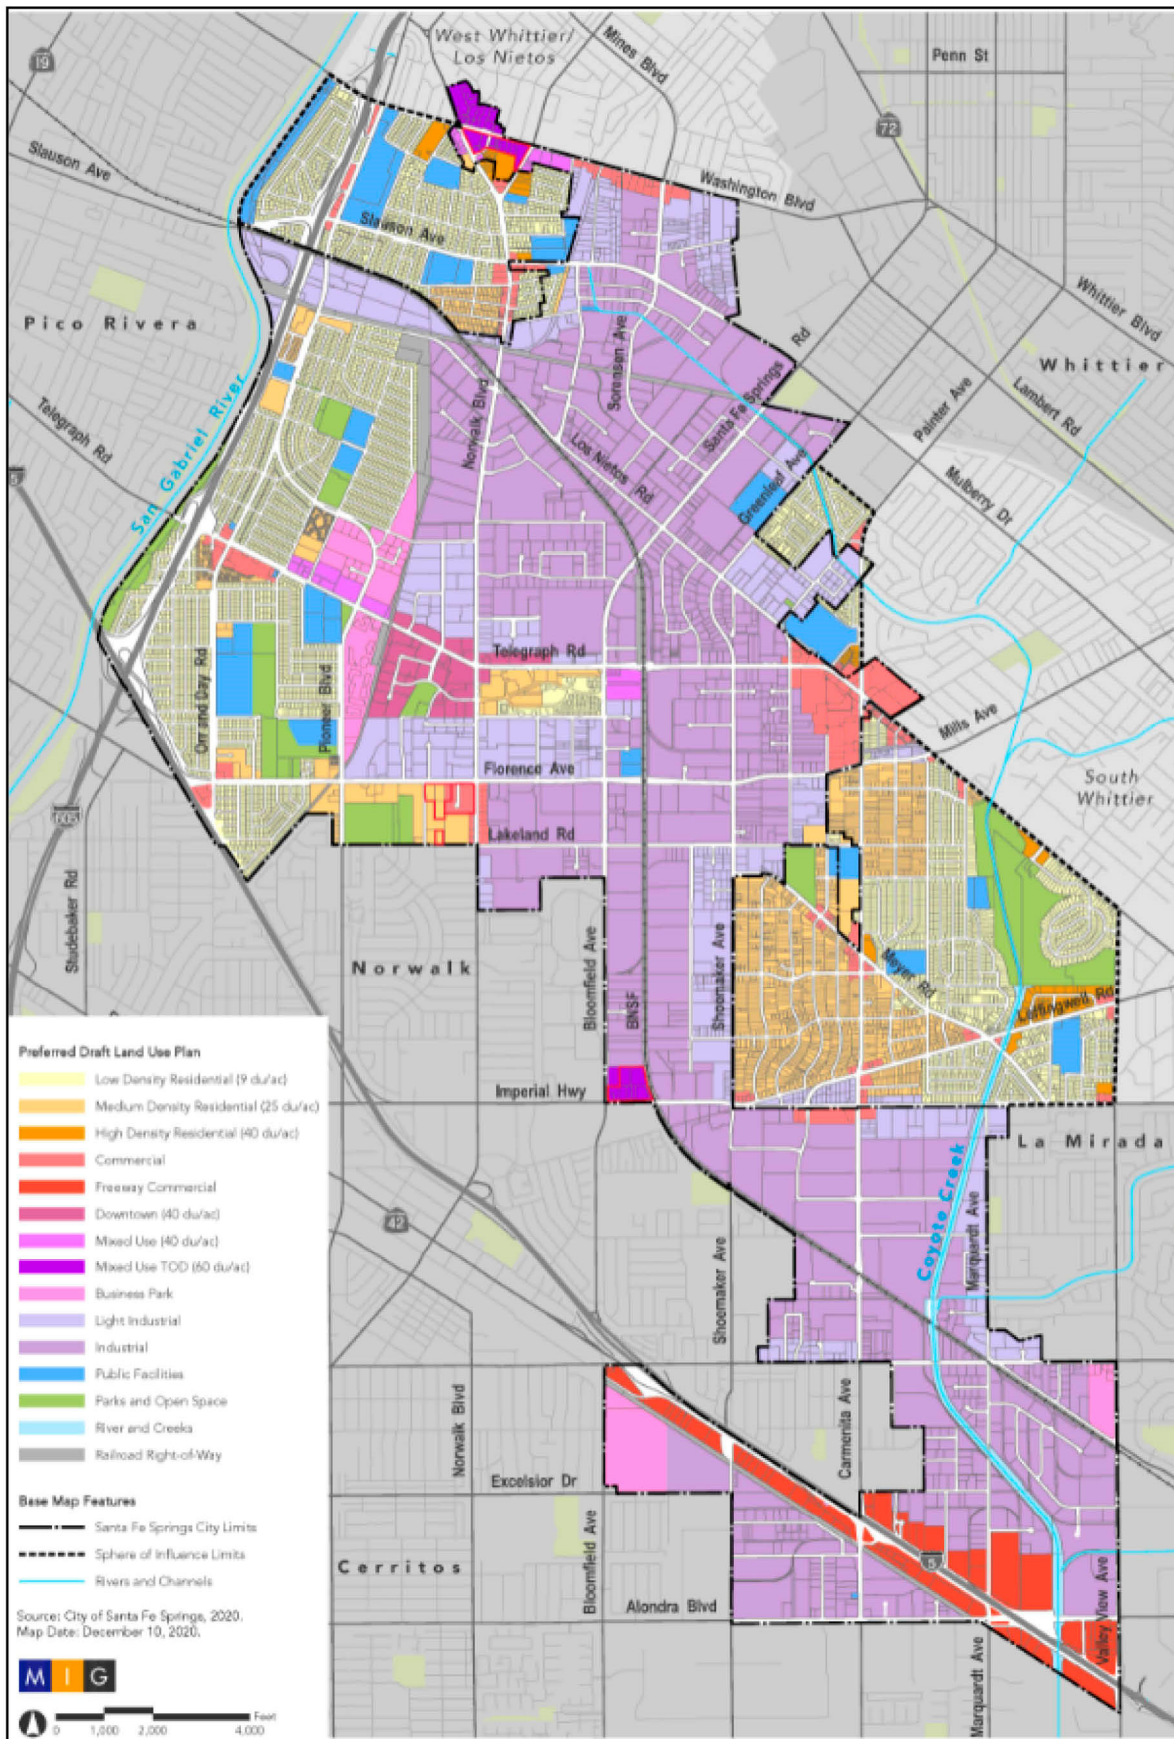 West Whittier/
Los Nietos
Mines Blvd
Penn St
19
72
Slauson Ave
Washington Blvd
Slauson Ave
Whittier Blvd
Pico Rivera
Whittier
Sorensen Ave
Santa Fe Springs Rd
Painter Ave
Lambert Rd
Telegraph Rd
San Gabriel River
Norwalk Blvd
Los Nietos Rd
Greenleaf Ave
Mulberry Dr
5
Orr and Day Rd
Pioneer Blvd
Telegraph Rd
Mills Ave
Florence Ave
South
Whittier
605
Lakeland Rd
Studebaker Rd
Norwalk
Bloomfield Ave
BNSF
Shoemaker Ave
Meyer Rd
Leffingwell Rd
Imperial Hwy
La Mirada
42
Coyote Creek
Marquardt Ave
Shoemaker Ave
Norwalk Blvd
Carmenita Ave
Excelsior Dr
Cerritos
Bloomfield Ave
5
Alondra Blvd
Valley View Ave
Marquardt Ave
Preferred Draft Land Use Plan
Low Density Residential (9 du/ac)
Medium Density Residential (25 du/ac)
High Density Residential (40 du/ac)
Commercial
Freeway Commercial
Downtown (40 du/ac)
Mixed Use (40 du/ac)
Mixed Use TOD (60 du/ac)
Business Park
Light Industrial
Industrial
Public Facilities
Parks and Open Space
River and Creeks
Railroad Right-of-Way
Base Map Features
Santa Fe Springs City Limits
Sphere of Influence Limits
Rivers and Channels
Source: City of Santa Fe Springs, 2020.
Map Date: December 10, 2020.
M I G
Feet
0 1,000 2,000 4,000